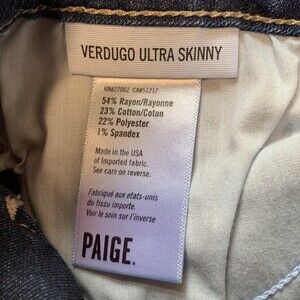 VERDUGO ULTRA SKINNY
RN#27002 CA#51217
54% Rayon/Rayonne
23% Cotton/Coton
22% Polyester
1% Spandex
Made in the USA
of Imported fabric.
See care on reverse.
Fabriqué aux etats-unis
du tissu importe.
Voir le soin sur l'inverse
PAIGE.